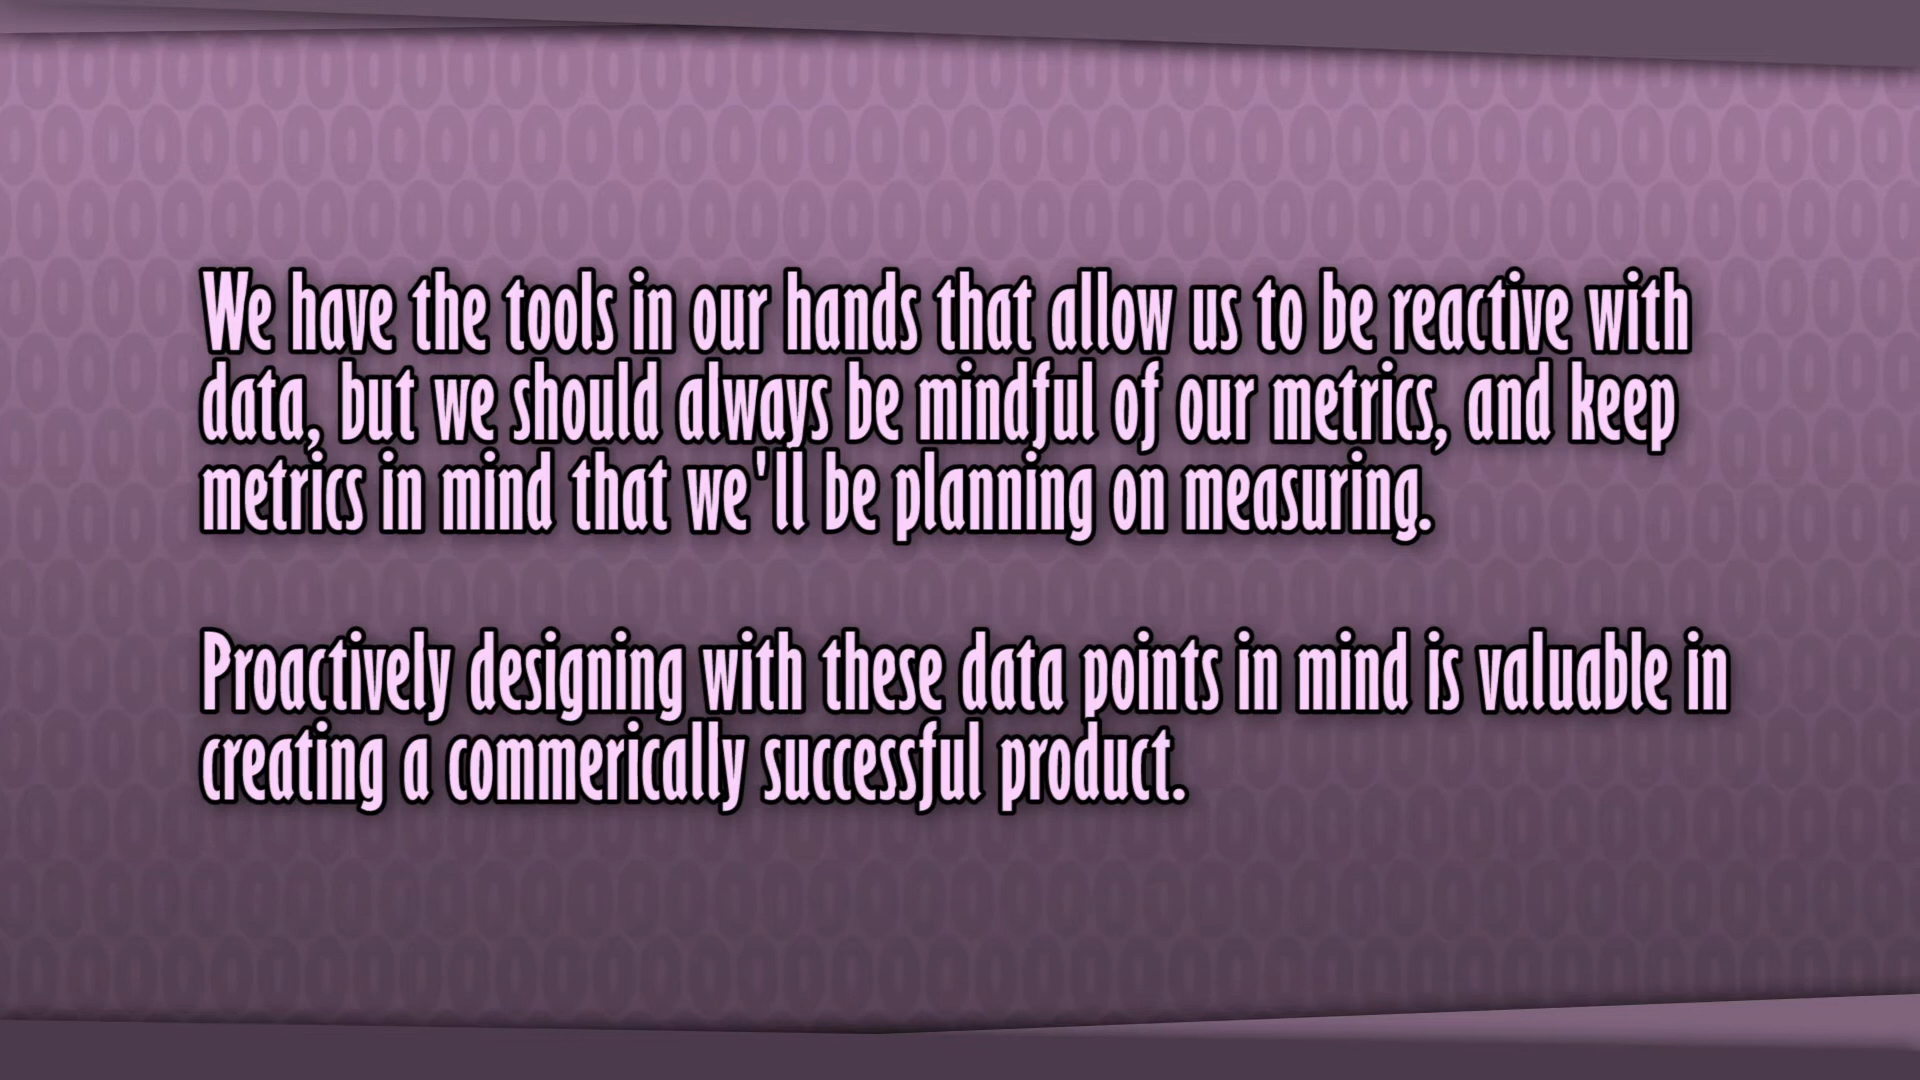 We have the tools in our hands that allow us to be reactive with
data, but we should always be mindful of our metrics, and keep
metrics in mind that we'll be planning on measuring.
Proactively designing with these data points in mind is valuable in
creating a commerically successful product.